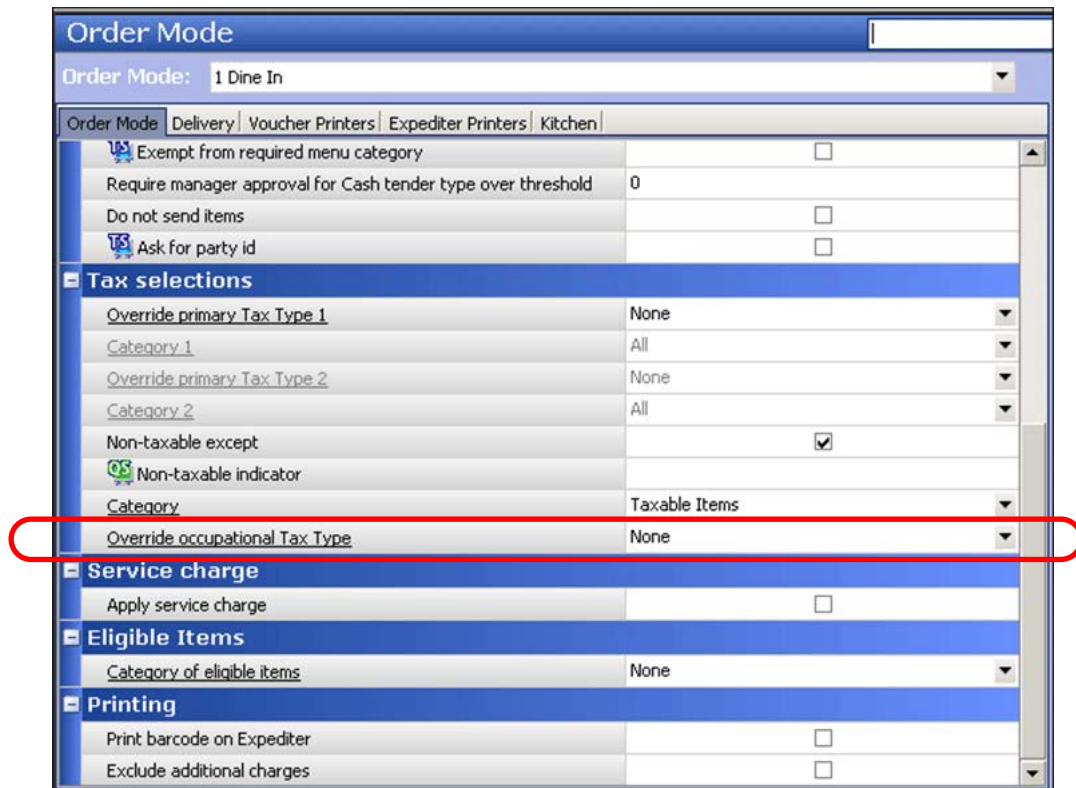 Order Mode
Order Mode: 1 Dine In
Order Mode Delivery Voucher Printers Expediter Printers Kitchen
TS Exempt from required menu category
Require manager approval for Cash tender type over threshold 0
Do not send items
TS Ask for party id
Tax selections
Override primary Tax Type 1 None
Category 1 All
Override primary Tax Type 2 None
Category 2 All
Non-taxable except
QS Non-taxable indicator
Category Taxable Items
Override occupational Tax Type None
Service charge
Apply service charge
Eligible Items
Category of eligible items None
Printing
Print barcode on Expediter
Exclude additional charges